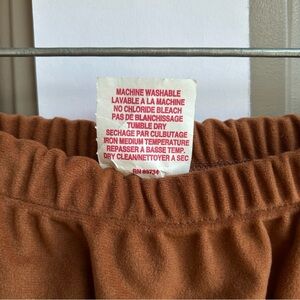 MACHINE WASHABLE
LAVABLE A LA MACHINE
NO CHLORIDE BLEACH
PAS DE BLANCHISSAGE
TUMBLE DRY
SECHAGE PAR CULBUTAGE
IRON MEDIUM TEMPERATURE
REPASSER A BASSE TEMP.
DRY CLEAN/NETTOYER A SEC
RN